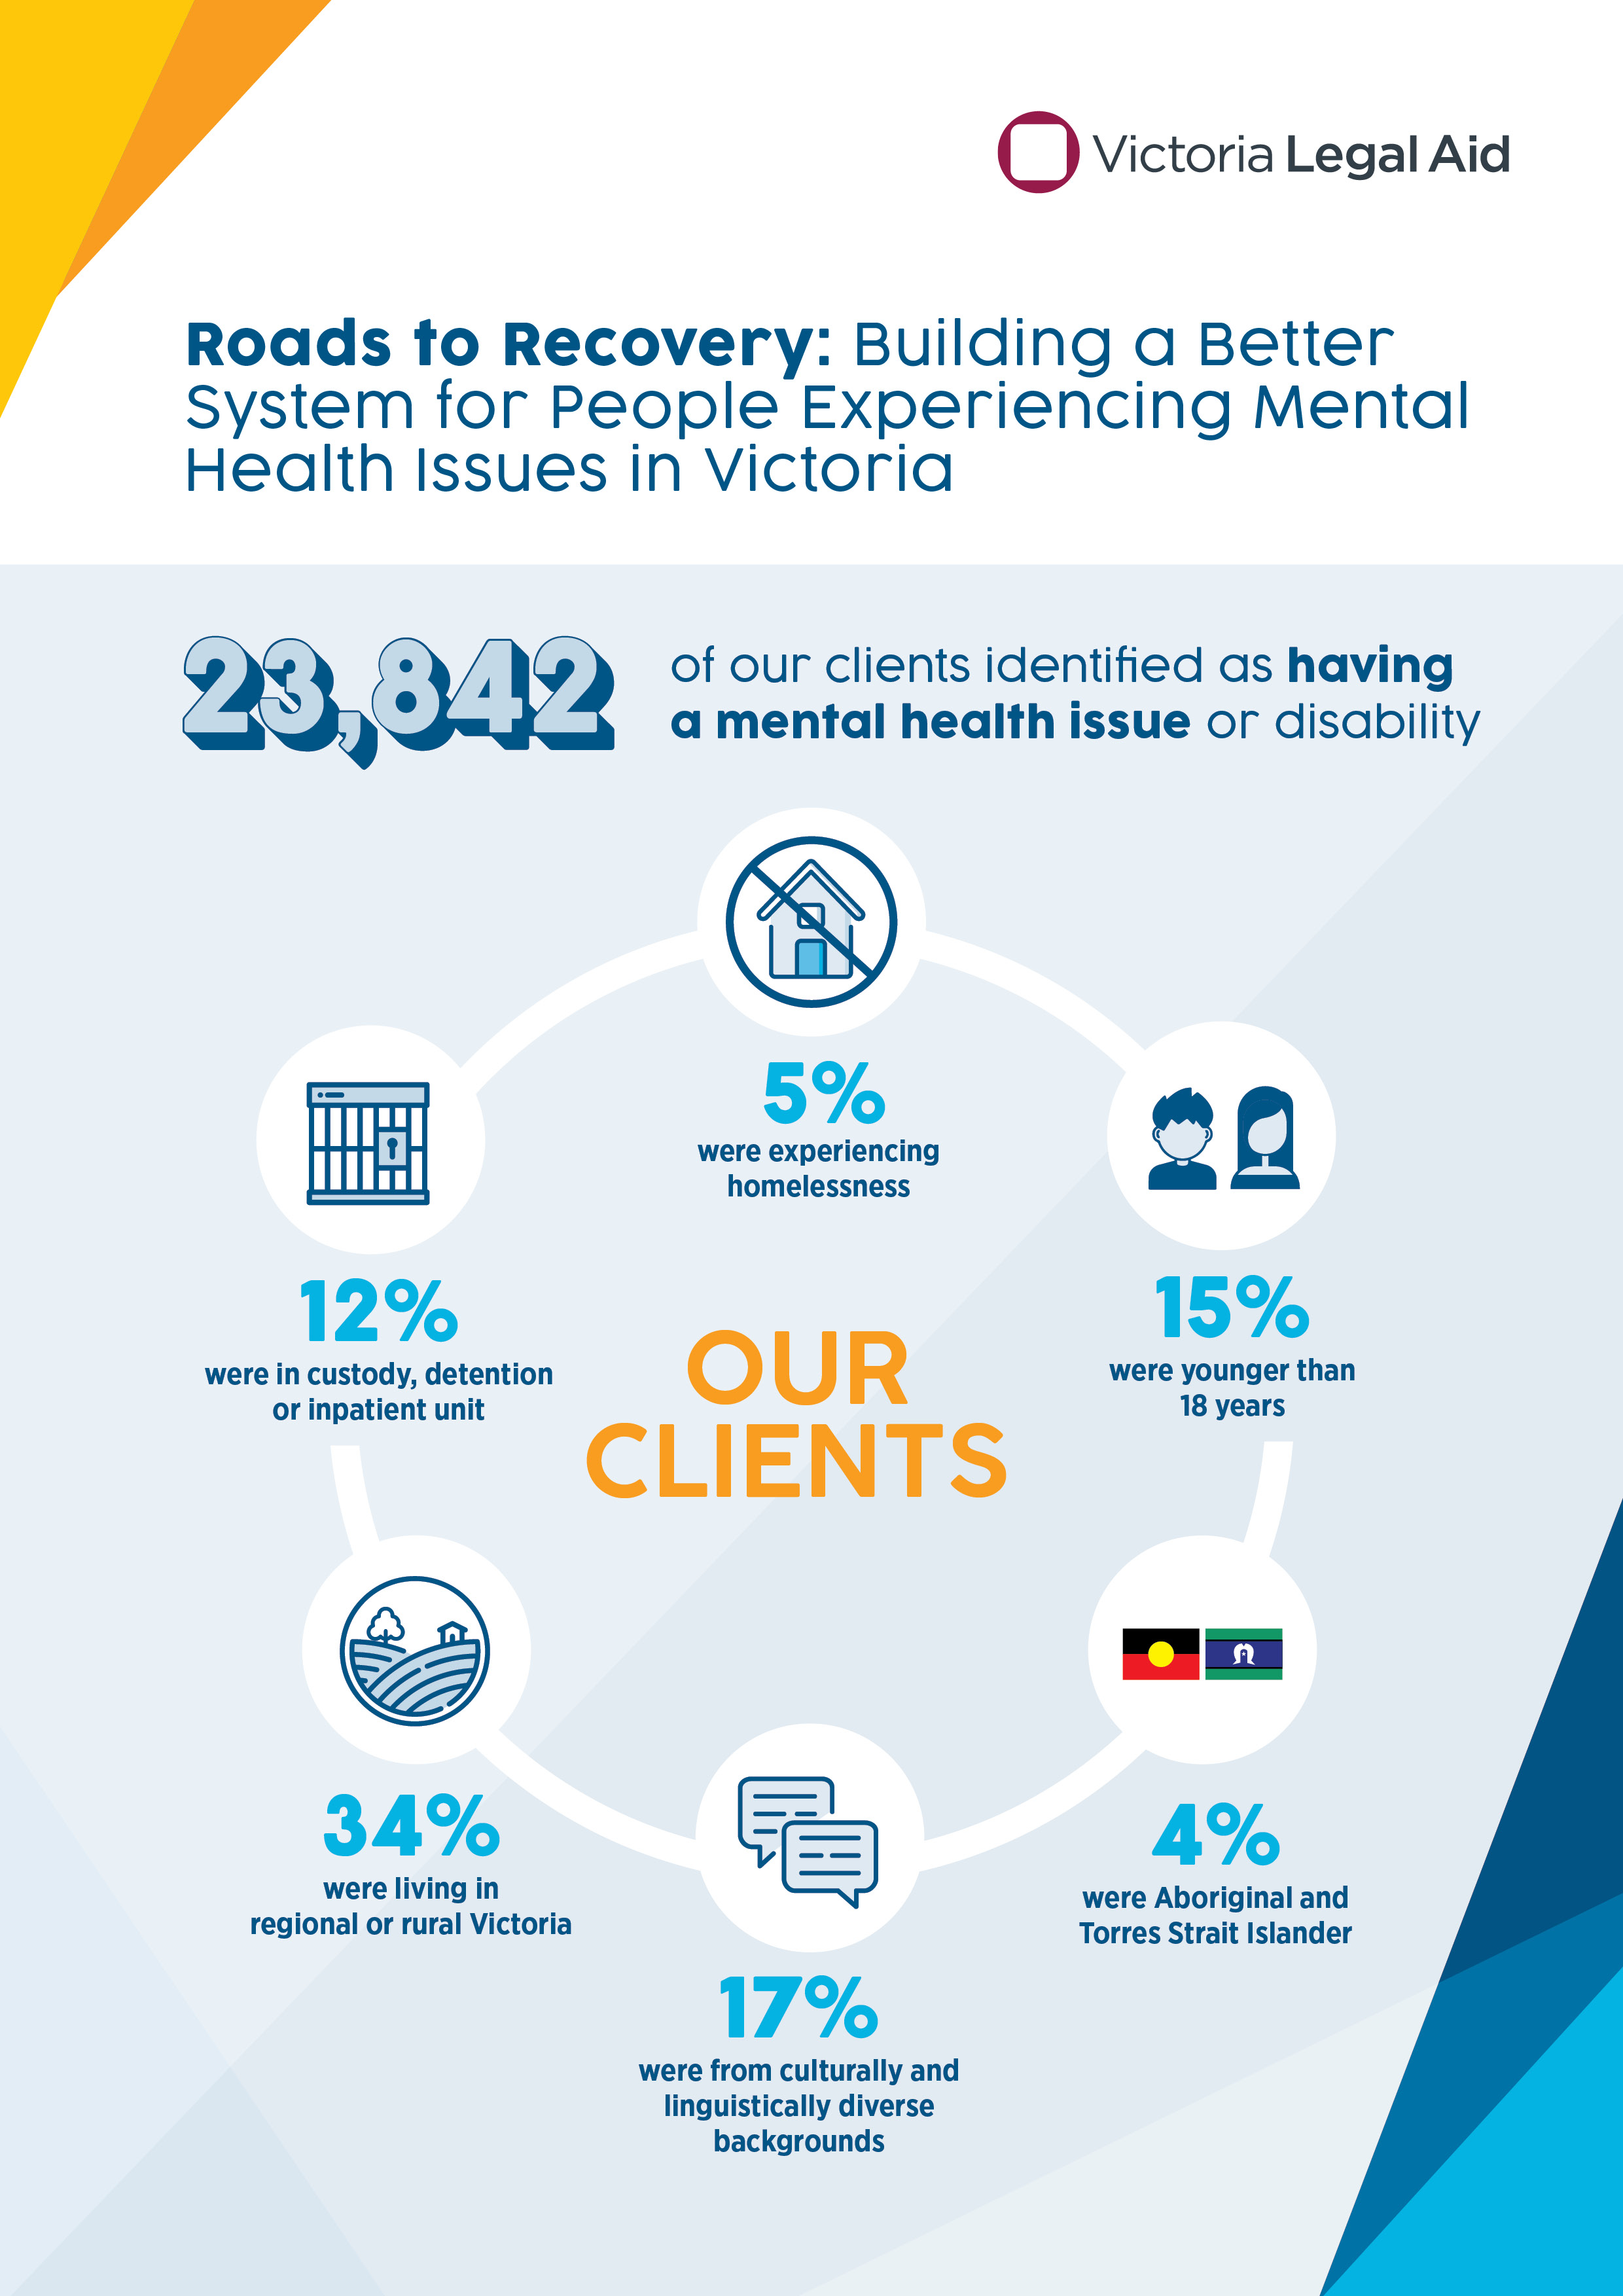 Victoria Legal Aid
Roads to Recovery: Building a Better
System for People Experiencing Mental
Health Issues in Victoria
23,842
of our clients identified as having
a mental health issue or disability
5%
were experiencing
homelessness
12%
were in custody, detention
or inpatient unit
15%
were younger than
18 years
OUR
CLIENTS
34%
were living in
regional or rural Victoria
4%
were Aboriginal and
Torres Strait Islander
17%
were from culturally and
linguistically diverse
backgrounds